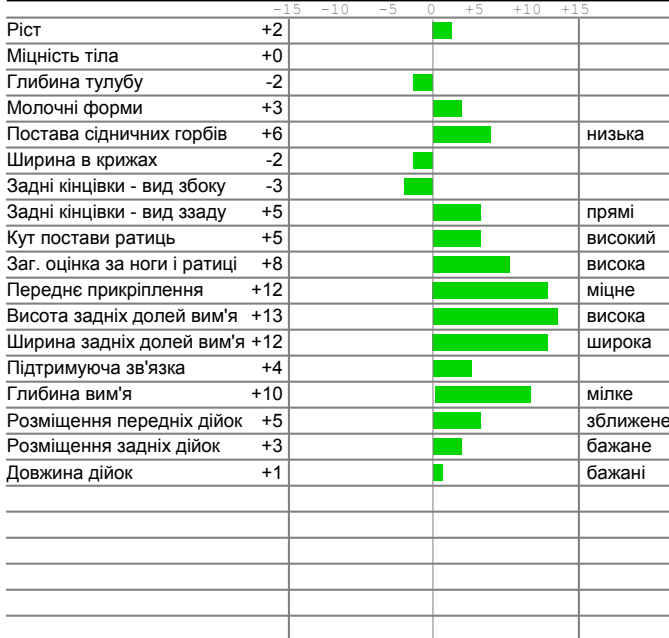 -15 -10 -5 0 +5 +10 +15
Ріст +2
Міцність тіла +0
Глибина тулубу -2
Молочні форми +3
Постава сідничних горбів +6 низька
Ширина в крижах -2
Задні кінцівки - вид збоку -3
Задні кінцівки - вид ззаду +5 прямі
Кут постави ратиць +5 високий
Заг. оцінка за ноги і ратиці +8 висока
Переднє прикріплення +12 міцне
Висота задніх долей вим'я +13 висока
Ширина задніх долей вим'я +12 широка
Підтримуюча зв'язка +4
Глибина вим'я +10 мілке
Розміщення передніх дійок +5 зближене
Розміщення задніх дійок +3 бажане
Довжина дійок +1 бажані